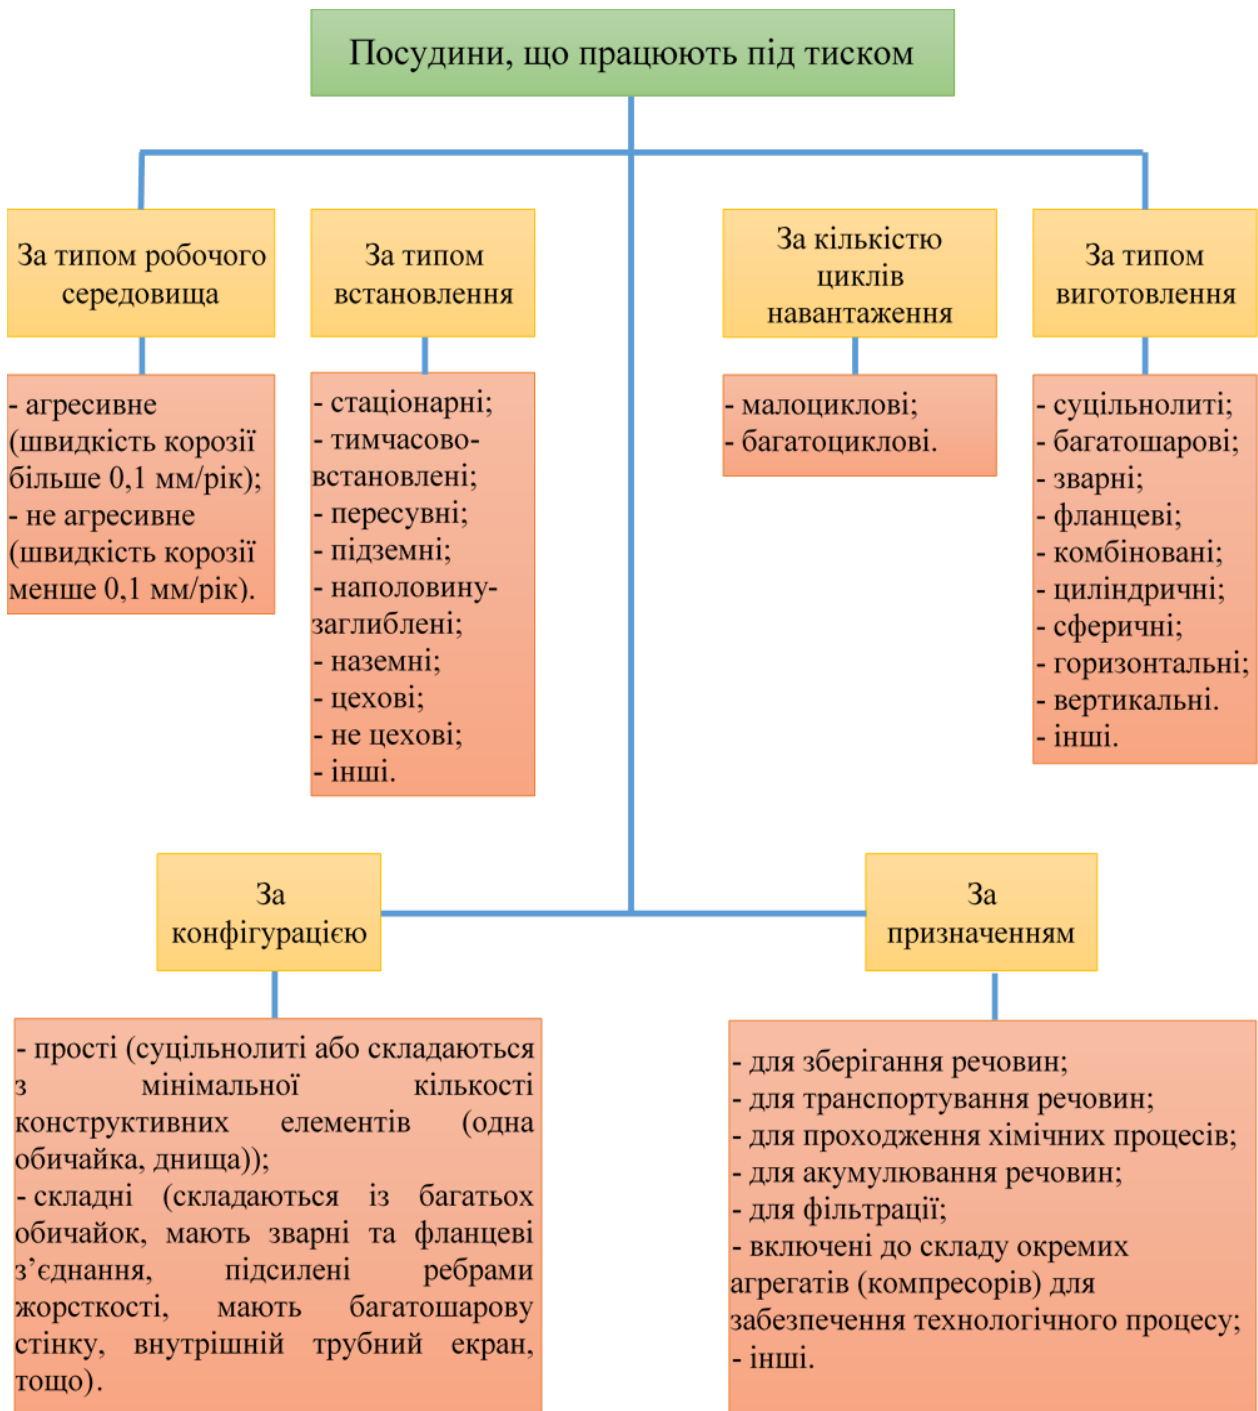 Посудини, що працюють під тиском
За типом робочого
середовища
- агресивне
(швидкість корозії
більше 0,1 мм/рік);
- не агресивне
(швидкість корозії
менше 0,1 мм/рік).
За типом
встановлення
- стаціонарні;
- тимчасово-
встановлені;
- пересувні;
- підземні;
- наполовину-
заглиблені;
- наземні;
- цехові;
- не цехові;
- інші.
За кількістю
циклів
навантаження
- малоциклові;
- багатоциклові.
За типом
виготовлення
- суцільнолиті;
- багатошарові;
- зварні;
- фланцеві;
- комбіновані;
- циліндричні;
- сферичні;
- горизонтальні;
- вертикальні.
- інші.
За
конфігурацією
- прості (суцільнолиті або складаються
з мінімальної кількості
конструктивних елементів (одна
обичайка, днища));
- складні (складаються із багатьох
обичайок, мають зварні та фланцеві
з’єднання, підсилені ребрами
жорсткості, мають багатошарову
стінку, внутрішній трубний екран,
тощо).
За
призначенням
- для зберігання речовин;
- для транспортування речовин;
- для проходження хімічних процесів;
- для акумулювання речовин;
- для фільтрації;
- включені до складу окремих
агрегатів (компресорів) для
забезпечення технологічного процесу;
- інші.